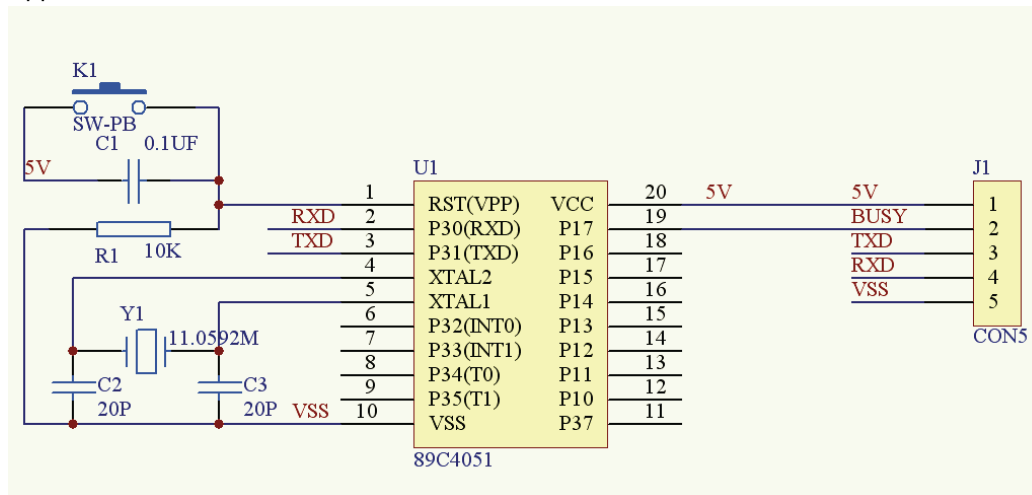 K1
SW-PB
C1 0.1UF
5V
R1 10K
Y1
11.0592M
C2
20P
C3
20P
U1
1 RST(VPP) VCC 20 5V
RXD 2 P30(RXD) P17 19
TXD 3 P31(TXD) P16 18
4 XTAL2 P15 17
5 XTAL1 P14 16
6 P32(INT0) P13 15
7 P33(INT1) P12 14
8 P34(T0) P11 13
9 P35(T1) P10 12
VSS 10 VSS P37 11
89C4051
J1
5V 1
BUSY 2
TXD 3
RXD 4
VSS 5
CON5